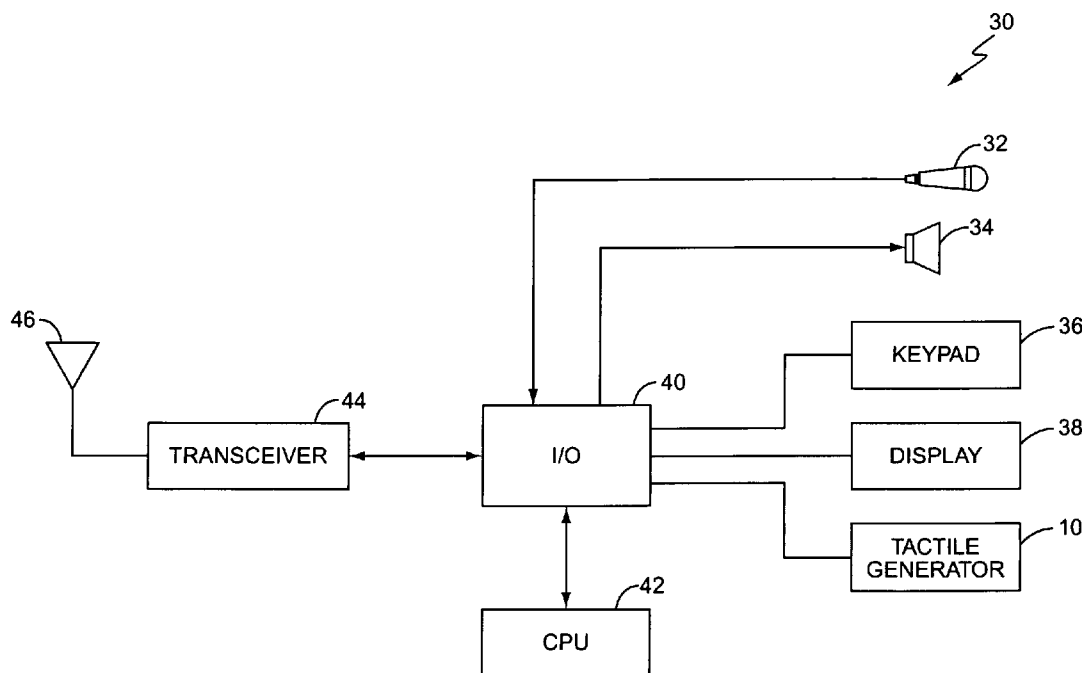 30
32
34
46
36
KEYPAD
40
44
TRANSCEIVER
I/O
38
DISPLAY
10
TACTILE
GENERATOR
42
CPU